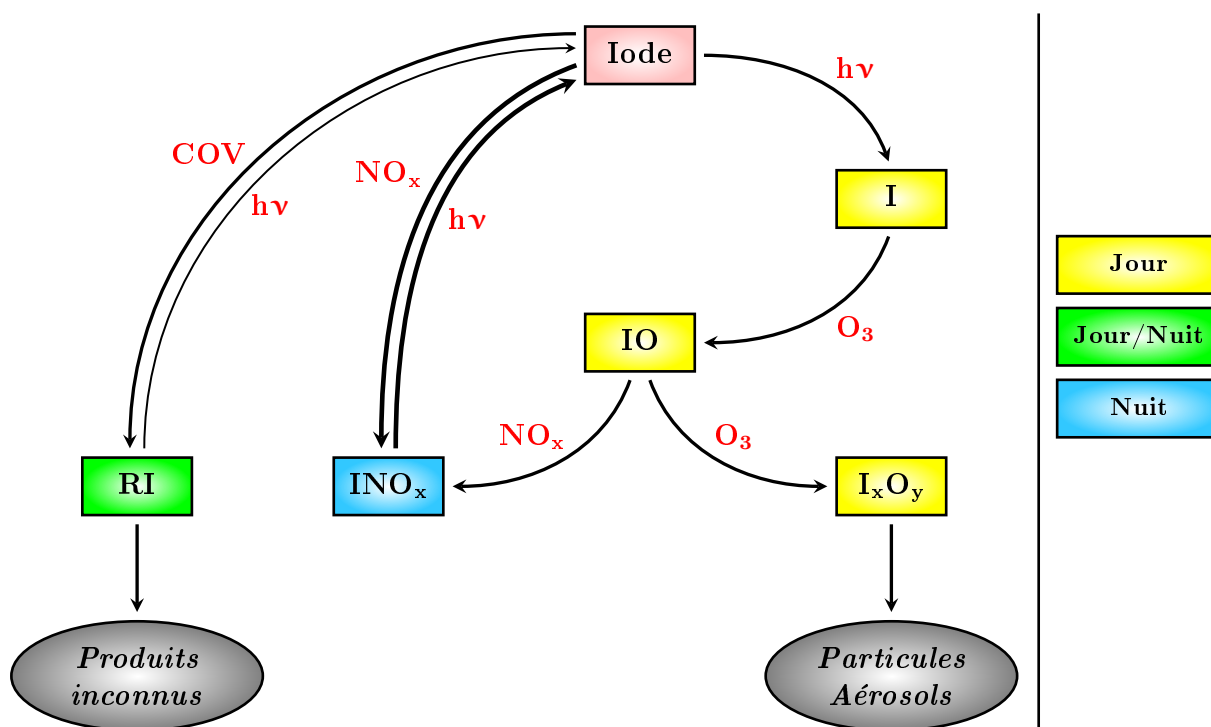 Iode
hν
COV
NOₓ
hν
hν
I
Jour
O₃
IO
Jour/Nuit
Nuit
NOₓ
O₃
RI
INOₓ
IₓOᵧ
Produits
inconnus
Particules
Aérosols